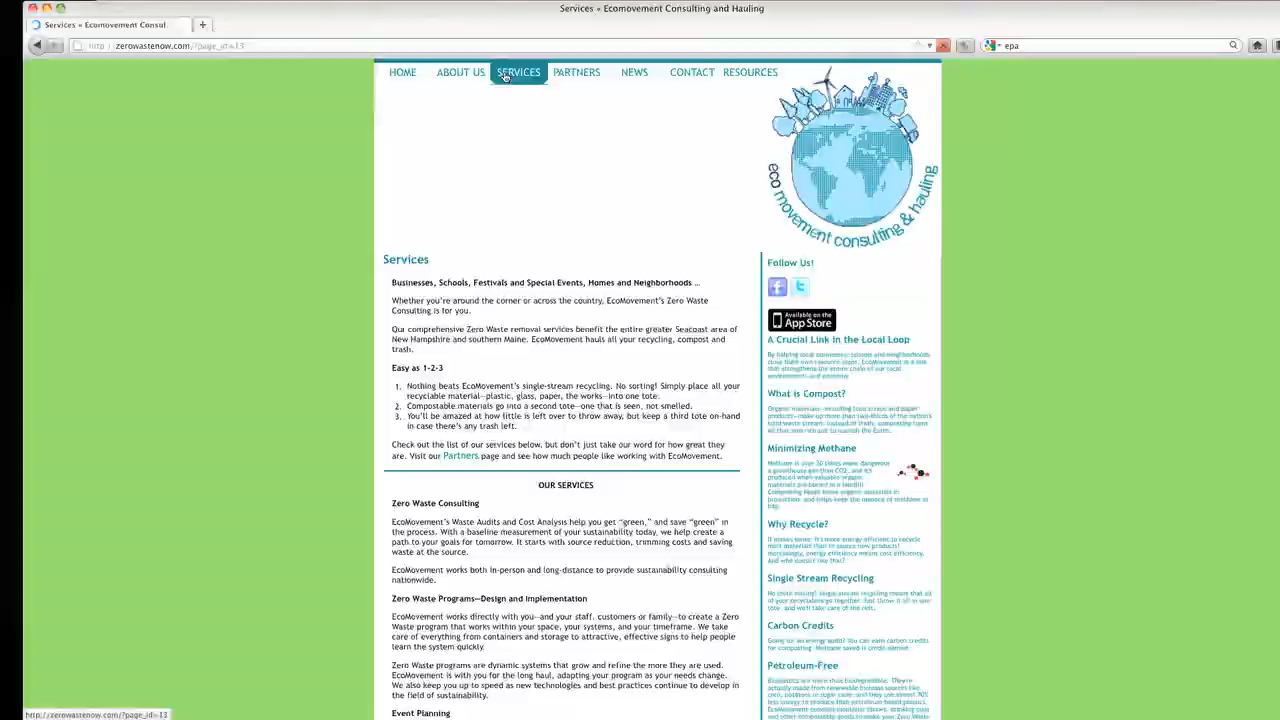 Services « Ecomovement Consulting and Hauling
Services « Ecomovement Consul...
http://zerowastenow.com/?page_id=13
epa
HOME
ABOUT US
SERVICES
PARTNERS
NEWS
CONTACT
RESOURCES
eco movement consulting & hauling
Services
Businesses, Schools, Festivals and Special Events, Homes and Neighborhoods ...
Whether you're around the corner or across the country, EcoMovement's Zero Waste
Consulting is for you.
Our comprehensive Zero Waste removal services benefit the entire greater Seacoast area of
New Hampshire and southern Maine. EcoMovement hauls all your recycling, compost and
trash.
Easy as 1-2-3
1. Nothing beats EcoMovement's single-stream recycling. No sorting! Simply place all your
recyclable material—plastic, glass, paper, the works—into one tote.
2. Compostable materials go into a second tote—one that is seen, not smelled.
3. You'll be amazed at how little is left over to throw away, but keep a third tote on-hand
in case there's any trash left.
Check out the list of our services below, but don't just take our word for how great they
are. Visit our Partners page and see how much people like working with EcoMovement.
OUR SERVICES
Zero Waste Consulting
EcoMovement's Waste Audits and Cost Analysis help you get "green," and save "green" in
the process. With a baseline measurement of your sustainability today, we help create a
path to your goals for tomorrow. It starts with source reduction, trimming costs and saving
waste at the source.
EcoMovement works both in-person and long-distance to provide sustainability consulting
nationwide.
Zero Waste Programs—Design and Implementation
EcoMovement works directly with you—and your staff, customers or family—to create a Zero
Waste program that works within your space, your systems, and your timeframe. We take
care of everything from containers and storage to attractive, effective signs to help people
learn the system quickly.
Zero Waste programs are dynamic systems that grow and refine the more they are used.
EcoMovement is with you for the long haul, adapting your program as your needs change.
We also keep you up to speed as new technologies and best practices continue to develop in
the field of sustainability.
Event Planning
Follow Us!
Available on the
App Store
A Crucial Link in the Local Loop
What is Compost?
Minimizing Methane
Why Recycle?
Single Stream Recycling
Carbon Credits
Petroleum-Free
http://zerowastenow.com/?page_id=13